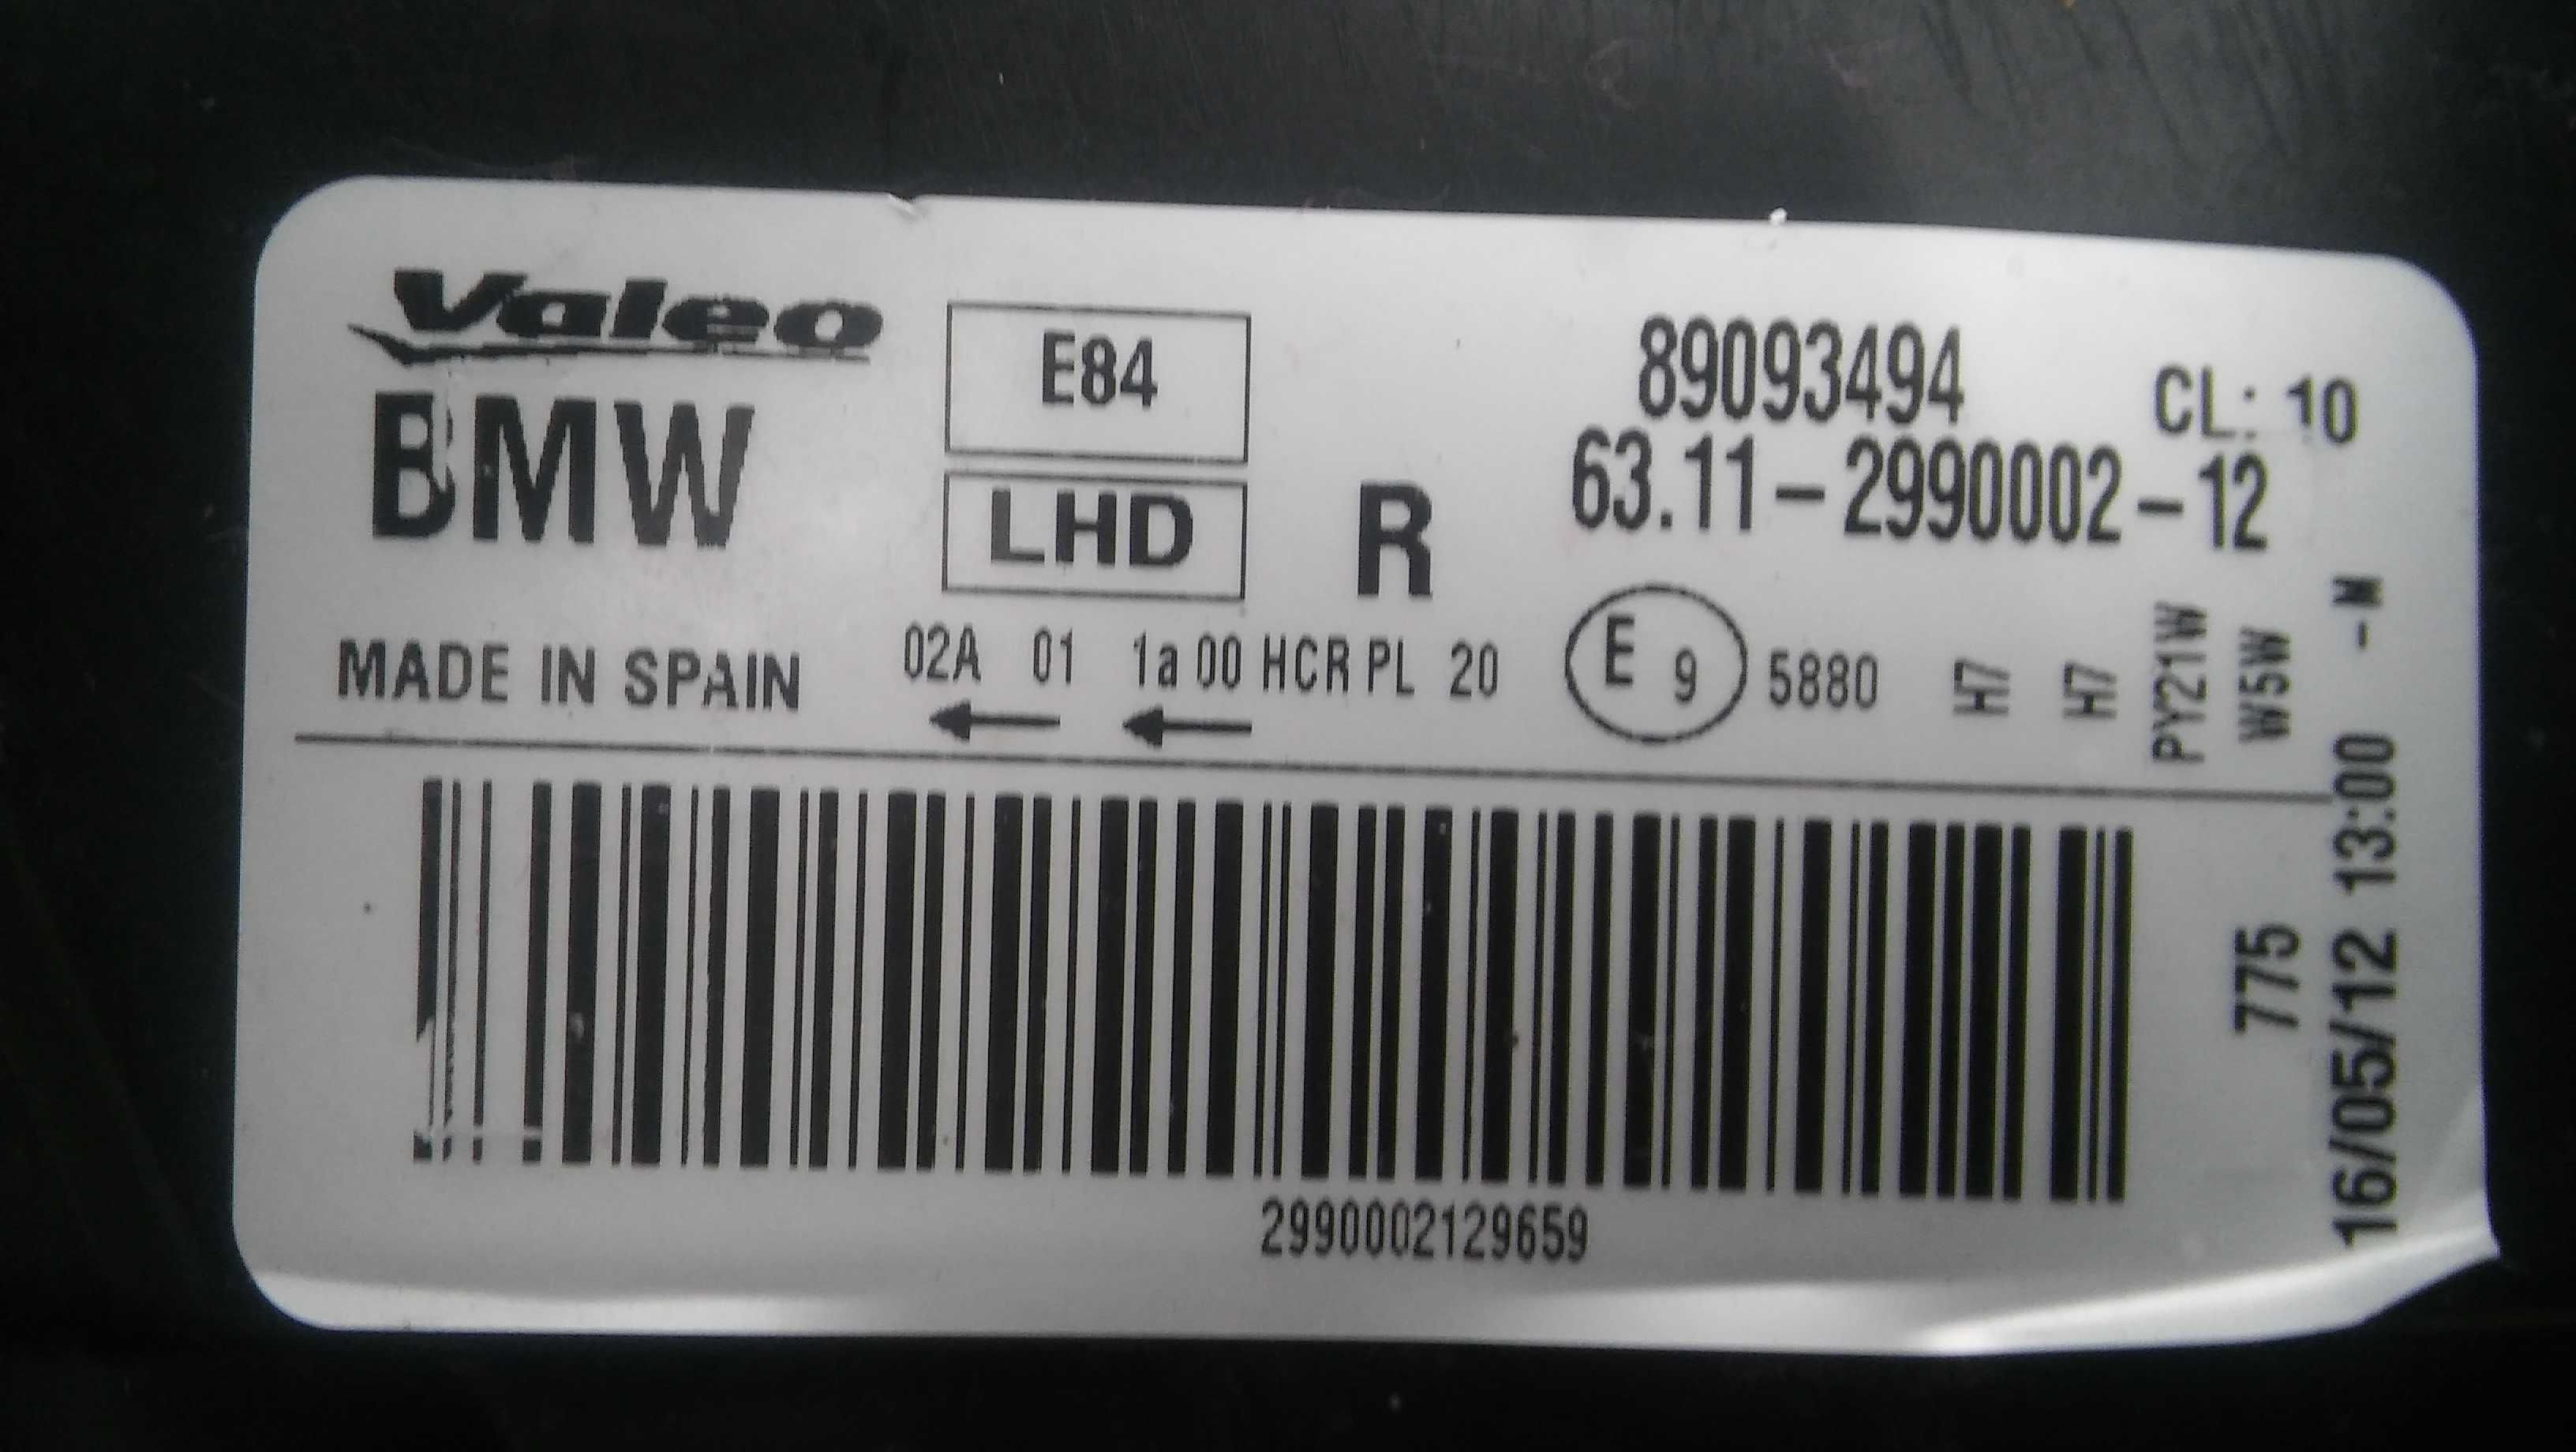 Valeo
BMW
E84
LHD
R
89093494
CL: 10
63.11-2990002-12
MADE IN SPAIN
02A 01 1a 00 HCR PL 20
E 9 5880
H7
H7
PY21W
W5W
2990002129659
775
16/05/12 13:00 -M